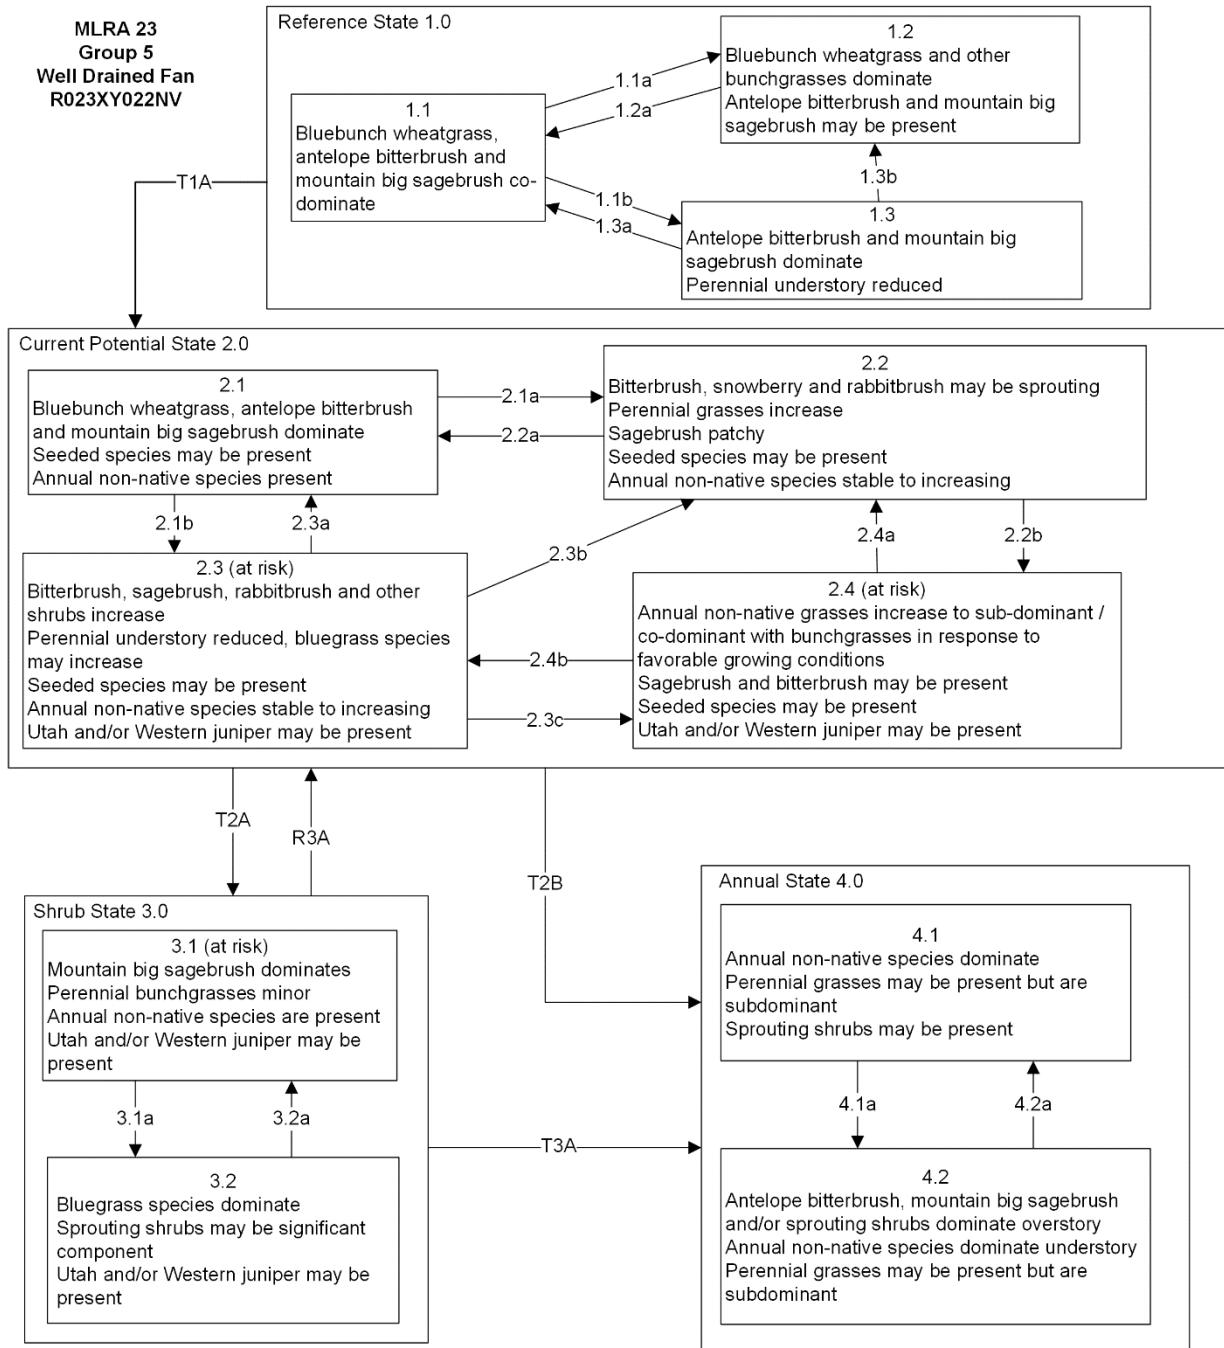 MLRA 23
Group 5
Well Drained Fan
R023XY022NV
Reference State 1.0
1.1
Bluebunch wheatgrass,
antelope bitterbrush and
mountain big sagebrush co-
dominate
1.1a
1.2a
1.2
Bluebunch wheatgrass and other
bunchgrasses dominate
Antelope bitterbrush and mountain big
sagebrush may be present
1.1b
1.3a
1.3b
1.3
Antelope bitterbrush and mountain big
sagebrush dominate
Perennial understory reduced
T1A
Current Potential State 2.0
2.1
Bluebunch wheatgrass, antelope bitterbrush
and mountain big sagebrush dominate
Seeded species may be present
Annual non-native species present
2.1a
2.2a
2.2
Bitterbrush, snowberry and rabbitbrush may be sprouting
Perennial grasses increase
Sagebrush patchy
Seeded species may be present
Annual non-native species stable to increasing
2.1b
2.3a
2.3b
2.4a
2.2b
2.3 (at risk)
Bitterbrush, sagebrush, rabbitbrush and other
shrubs increase
Perennial understory reduced, bluegrass species
may increase
Seeded species may be present
Annual non-native species stable to increasing
Utah and/or Western juniper may be present
2.4b
2.3c
2.4 (at risk)
Annual non-native grasses increase to sub-dominant /
co-dominant with bunchgrasses in response to
favorable growing conditions
Sagebrush and bitterbrush may be present
Seeded species may be present
Utah and/or Western juniper may be present
T2A
R3A
T2B
Shrub State 3.0
3.1 (at risk)
Mountain big sagebrush dominates
Perennial bunchgrasses minor
Annual non-native species are present
Utah and/or Western juniper may be
present
3.1a
3.2a
3.2
Bluegrass species dominate
Sprouting shrubs may be significant
component
Utah and/or Western juniper may be
present
T3A
Annual State 4.0
4.1
Annual non-native species dominate
Perennial grasses may be present but are
subdominant
Sprouting shrubs may be present
4.1a
4.2a
4.2
Antelope bitterbrush, mountain big sagebrush
and/or sprouting shrubs dominate overstory
Annual non-native species dominate understory
Perennial grasses may be present but are
subdominant